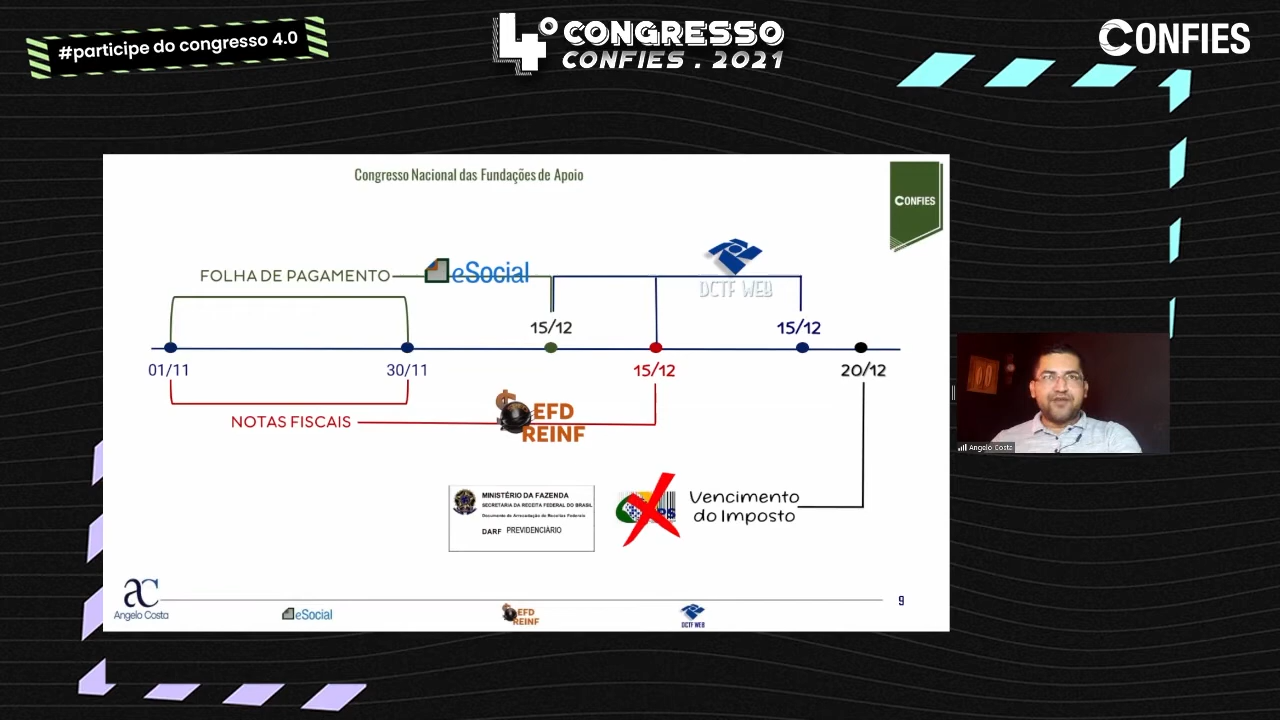 #participe do congresso 4.0
4º CONGRESSO
CONFIES . 2021
CONFIES
Congresso Nacional das Fundações de Apoio
CONFIES
FOLHA DE PAGAMENTO
eSocial
DCTF WEB
15/12
15/12
01/11
30/11
15/12
20/12
NOTAS FISCAIS
EFD
REINF
MINISTÉRIO DA FAZENDA
SECRETARIA DA RECEITA FEDERAL DO BRASIL
Documento de Arrecadação de Receitas Federais
DARF PREVIDENCIÁRIO
Vencimento
do Imposto
AC
Angelo Costa
eSocial
EFD
REINF
DCTF WEB
9
Angelo Costa